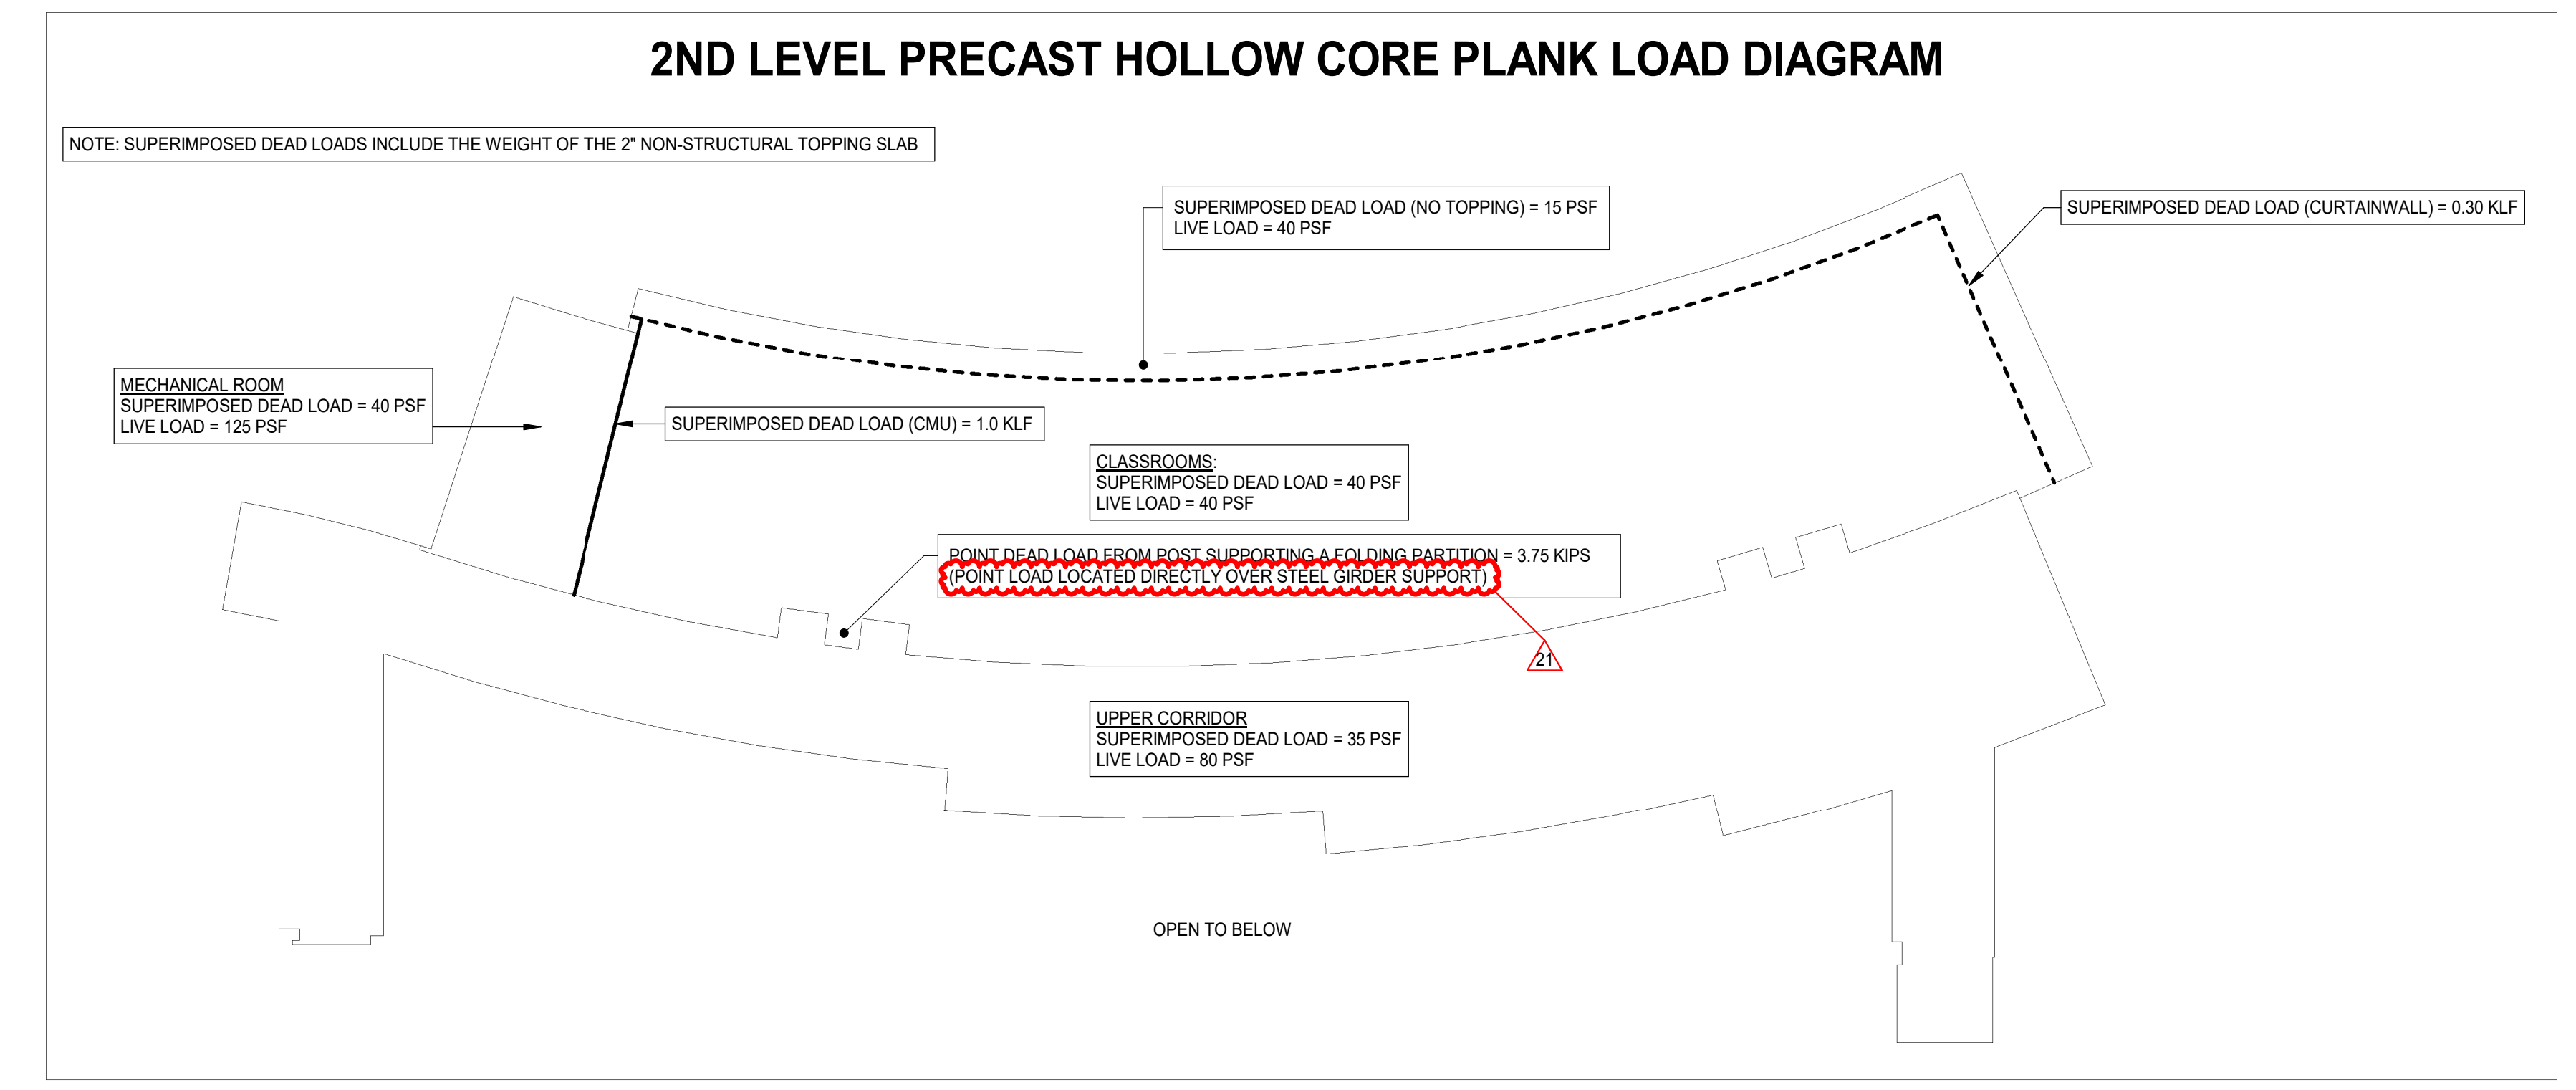 2ND LEVEL PRECAST HOLLOW CORE PLANK LOAD DIAGRAM
NOTE: SUPERIMPOSED DEAD LOADS INCLUDE THE WEIGHT OF THE 2" NON-STRUCTURAL TOPPING SLAB
SUPERIMPOSED DEAD LOAD (NO TOPPING) = 15 PSF
LIVE LOAD = 40 PSF
SUPERIMPOSED DEAD LOAD (CURTAINWALL) = 0.30 KLF
MECHANICAL ROOM
SUPERIMPOSED DEAD LOAD = 40 PSF
LIVE LOAD = 125 PSF
SUPERIMPOSED DEAD LOAD (CMU) = 1.0 KLF
CLASSROOMS:
SUPERIMPOSED DEAD LOAD = 40 PSF
LIVE LOAD = 40 PSF
POINT DEAD LOAD FROM POST SUPPORTING A FOLDING PARTITION = 3.75 KIPS
(POINT LOAD LOCATED DIRECTLY OVER STEEL GIRDER SUPPORT)
21
UPPER CORRIDOR
SUPERIMPOSED DEAD LOAD = 35 PSF
LIVE LOAD = 80 PSF
OPEN TO BELOW